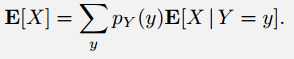 E[X] = ∑_y p_Y(y)E[X | Y = y].